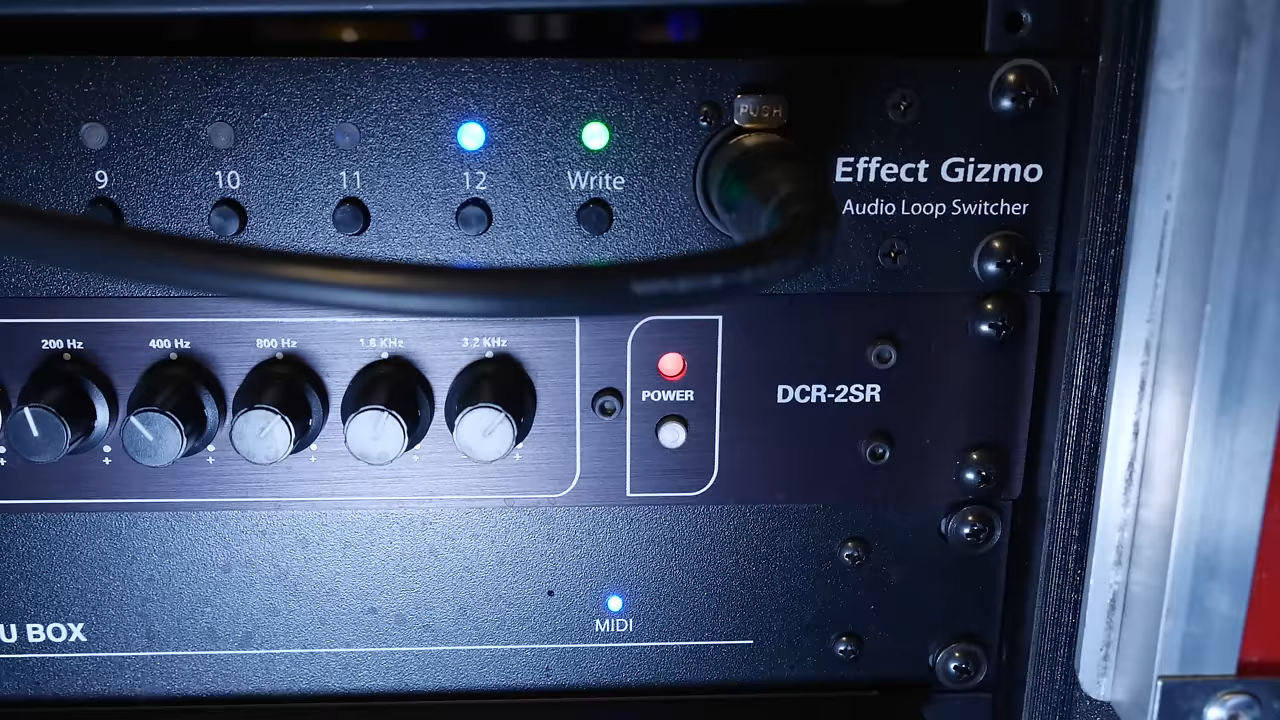 PUSH
Effect Gizmo
Audio Loop Switcher
9 10 11 12 Write
200 Hz 400 Hz 800 Hz 1.6 KHz 3.2 KHz
POWER
DCR-2SR
U BOX
MIDI